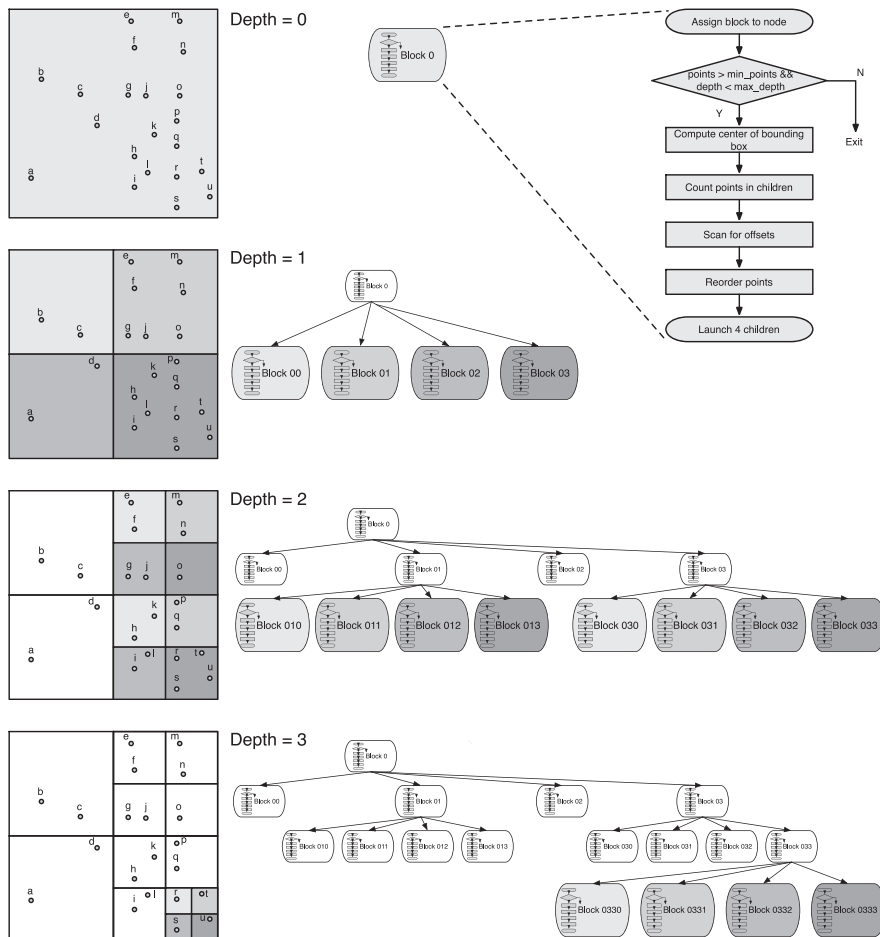 Depth = 0
e m
f n
b
c g j o
d p
k q
h
a i l r t
s u
Block 0
Assign block to node
points > min_points &&
depth < max_depth
N
Y
Exit
Compute center of bounding
box
Count points in children
Scan for offsets
Reorder points
Launch 4 children
Depth = 1
e m
f n
b
c g j o
d p
k q
h
a i l r t
s u
Block 0
Block 00 Block 01 Block 02 Block 03
Depth = 2
e m
f n
b
c g j o
d p
k q
h
a i l r t
s u
Block 0
Block 00 Block 01 Block 02 Block 03
Block 010 Block 011 Block 012 Block 013 Block 030 Block 031 Block 032 Block 033
Depth = 3
e m
f n
b
c g j o
d p
k q
h
a i l r t
s u
Block 0
Block 00 Block 01 Block 02 Block 03
Block 010 Block 011 Block 012 Block 013 Block 030 Block 031 Block 032 Block 033
Block 0330 Block 0331 Block 0332 Block 0333